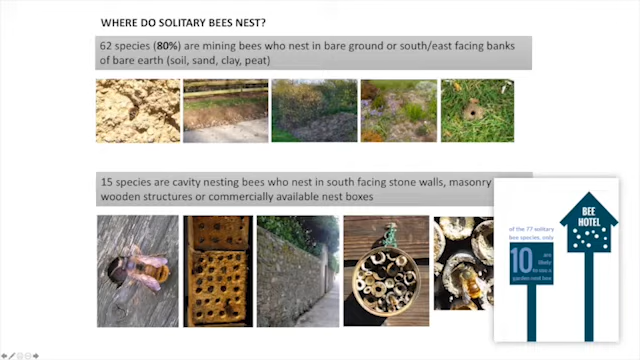 WHERE DO SOLITARY BEES NEST?
62 species (80%) are mining bees who nest in bare ground or south/east facing banks
of bare earth (soil, sand, clay, peat)
15 species are cavity nesting bees who nest in south facing stone walls, masonry
wooden structures or commercially available nest boxes
of the 77 solitary
bee species, only
10
are
likely
to use a
garden nest box
BEE
HOTEL